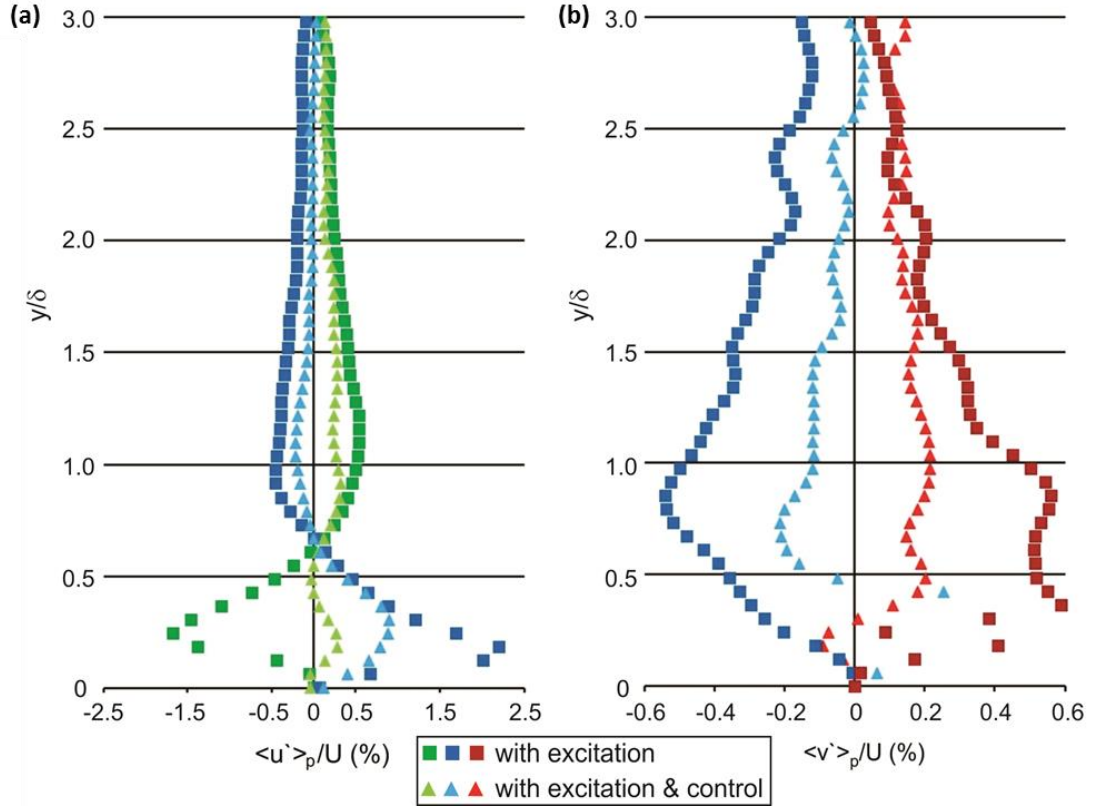 (a)
(b)
3.0
2.5
2.0
1.5
1.0
0.5
0
y/δ
-2.5 -1.5 -0.5 0 0.5 1.5 2.5
<u`>p/U (%)
3.0
2.5
2.0
1.5
1.0
0.5
0
y/δ
-0.6 -0.4 -0.2 0 0.2 0.4 0.6
<v`>p/U (%)
with excitation
with excitation & control